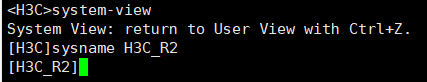 <H3C>system-view
System View: return to User View with Ctrl+Z.
[H3C]sysname H3C_R2
[H3C_R2]